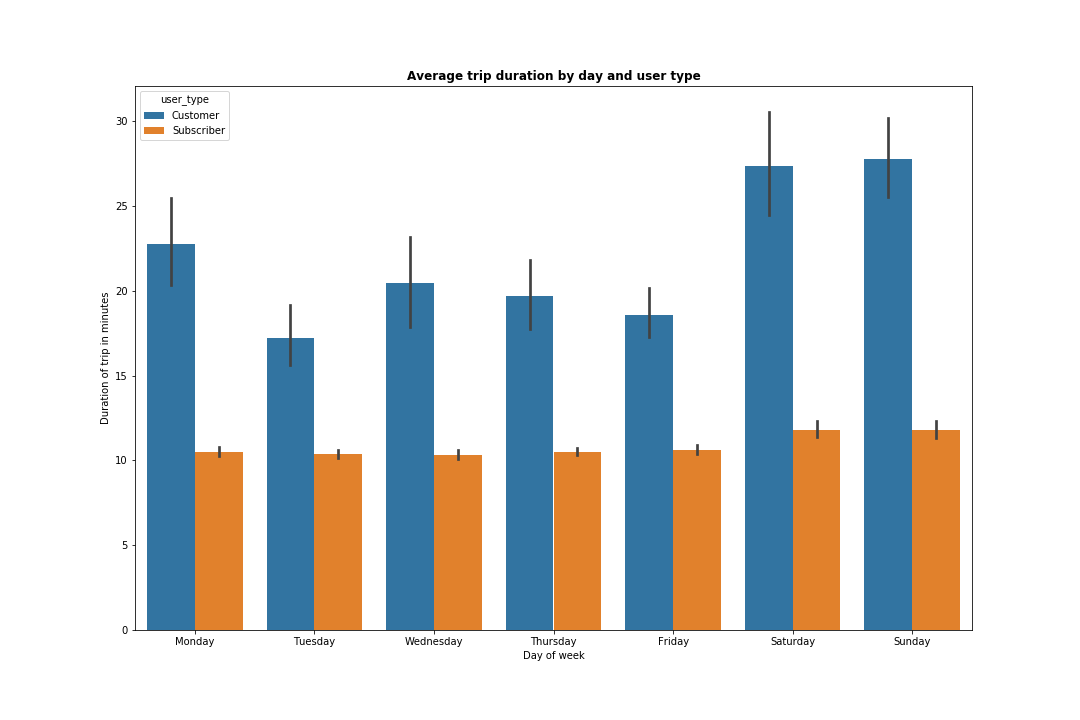 Average trip duration by day and user type
user_type
Customer
Subscriber
Duration of trip in minutes
30
25
20
15
10
5
0
Monday Tuesday Wednesday Thursday Friday Saturday Sunday
Day of week